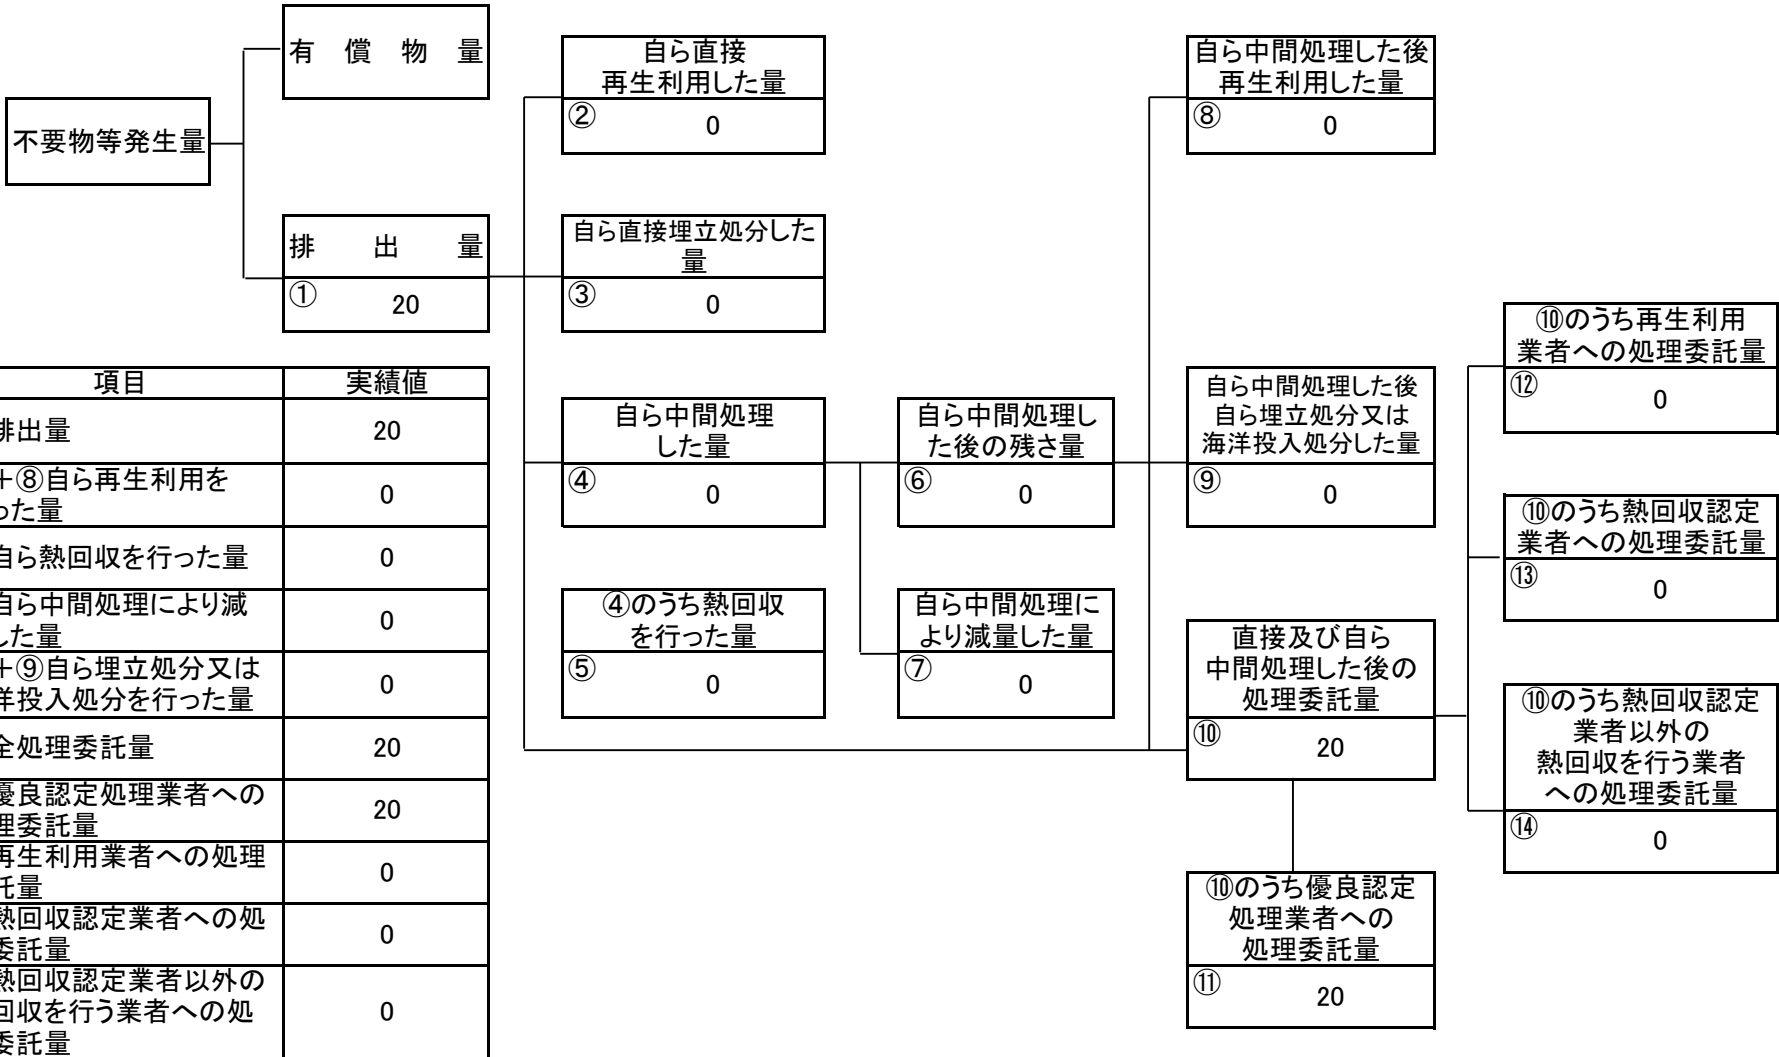 有 償 物 量
不要物等発生量
排 出 量
① 20
自ら直接
再生利用した量
② 0
自ら直接埋立処分した
量
③ 0
自ら中間処理
した量
④ 0
④のうち熱回収
を行った量
⑤ 0
自ら中間処理し
た後の残さ量
⑥ 0
自ら中間処理に
より減量した量
⑦ 0
自ら中間処理した後
再生利用した量
⑧ 0
自ら中間処理した後
自ら埋立処分又は
海洋投入処分した量
⑨ 0
直接及び自ら
中間処理した後の
処理委託量
⑩ 20
⑩のうち優良認定
処理業者への
処理委託量
⑪ 20
⑩のうち再生利用
業者への処理委託量
⑫ 0
⑩のうち熱回収認定
業者への処理委託量
⑬ 0
⑩のうち熱回収認定
業者以外の
熱回収を行う業者
への処理委託量
⑭ 0
項目 実績値
排出量 20
+⑧自ら再生利用を
った量 0
自ら熱回収を行った量 0
自ら中間処理により減
した量 0
+⑨自ら埋立処分又は
洋投入処分を行った量 0
全処理委託量 20
優良認定処理業者への
理委託量 20
再生利用業者への処理
託量 0
熱回収認定業者への処
委託量 0
熱回収認定業者以外の
回収を行う業者への処
委託量 0